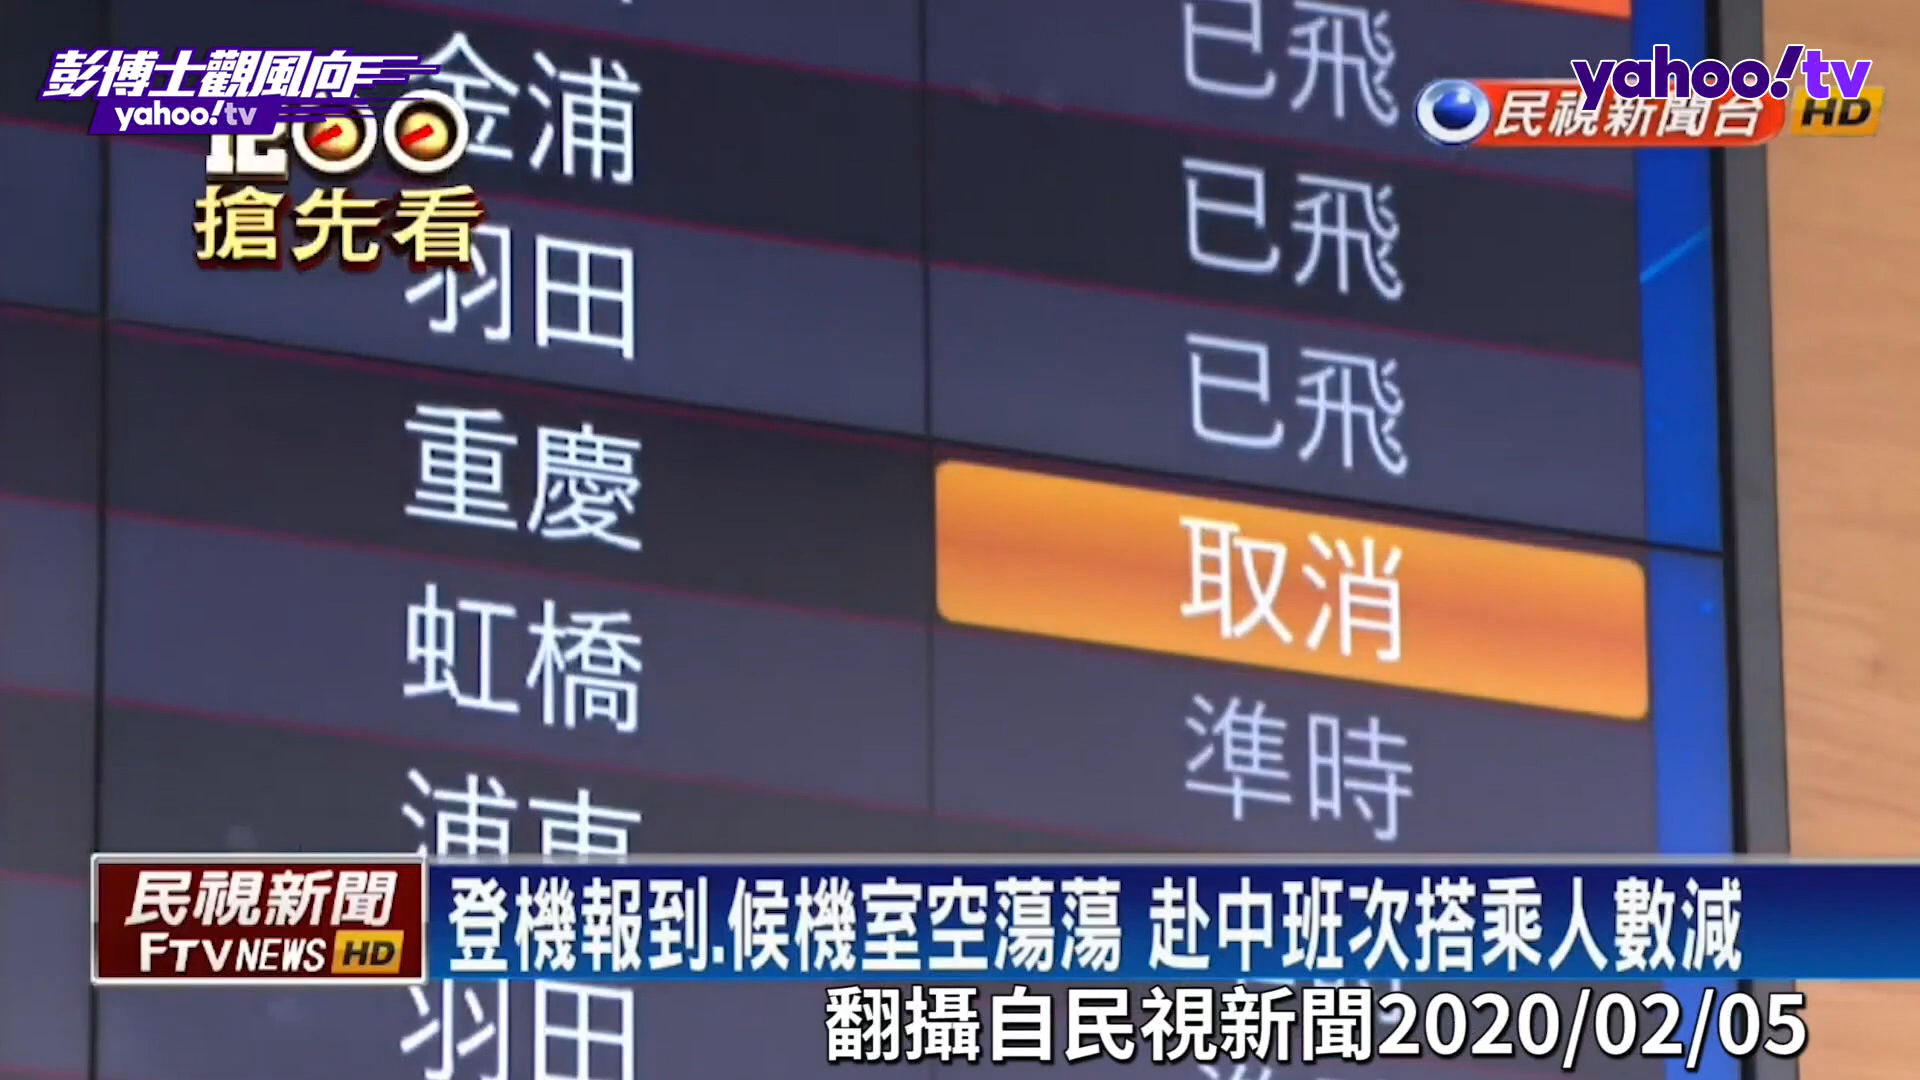 彭博士觀風向
yahoo!tv
yahoo!tv
民視新聞台 HD
1200
搶先看
已飛
金浦 已飛
羽田 已飛
重慶 取消
虹橋 準時
浦東
民視新聞
FTVNEWS HD
登機報到.候機室空蕩蕩 赴中班次搭乘人數減
羽田
翻攝自民視新聞2020/02/05